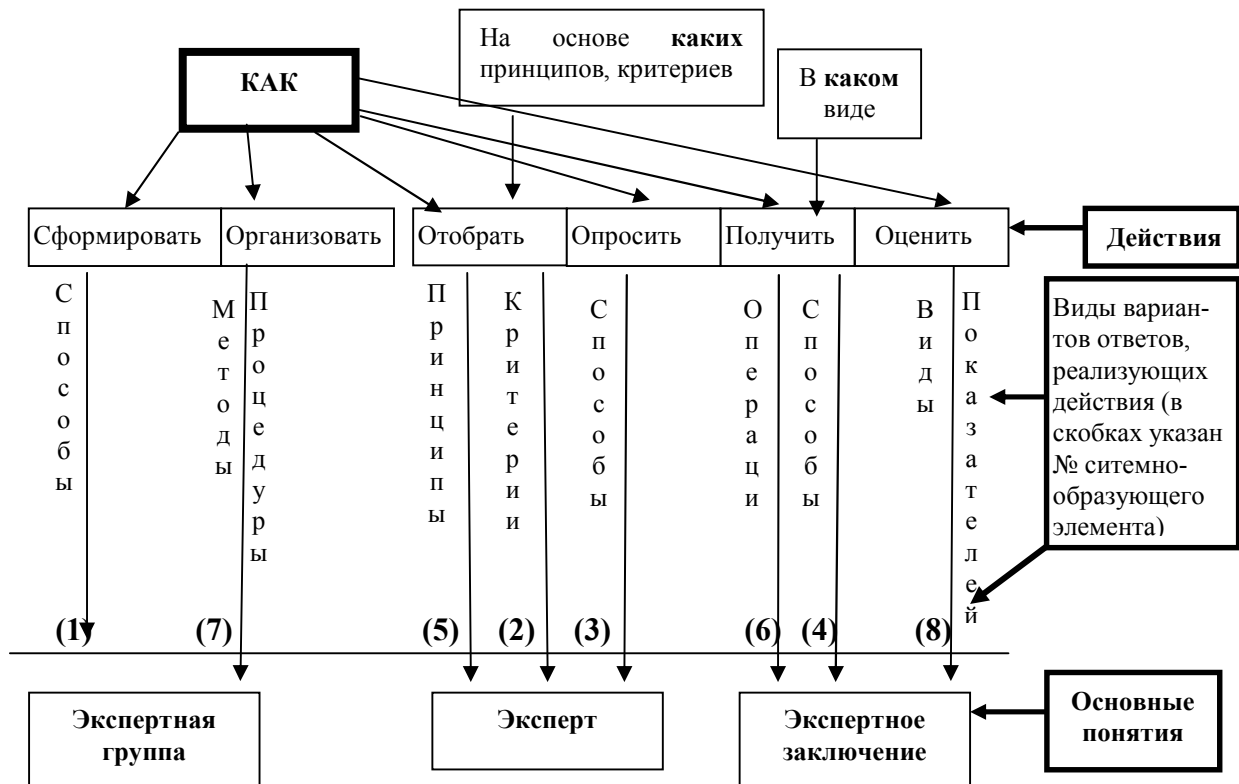 На основе каких
принципов, критериев
КАК
В каком
виде
Сформировать
Организовать
Отобрать
Опросить
Получить
Оценить
Действия
Способы
Методы
Процедуры
Принципы
Критерии
Способы
Операци
Способы
Виды
Показателей
Виды вариан-
тов ответов,
реализующих
действия (в
скобках указан
№ ситемно-
образующего
элемента)
(1)
(7)
(5)
(2)
(3)
(6)
(4)
(8)
Экспертная
группа
Эксперт
Экспертное
заключение
Основные
понятия